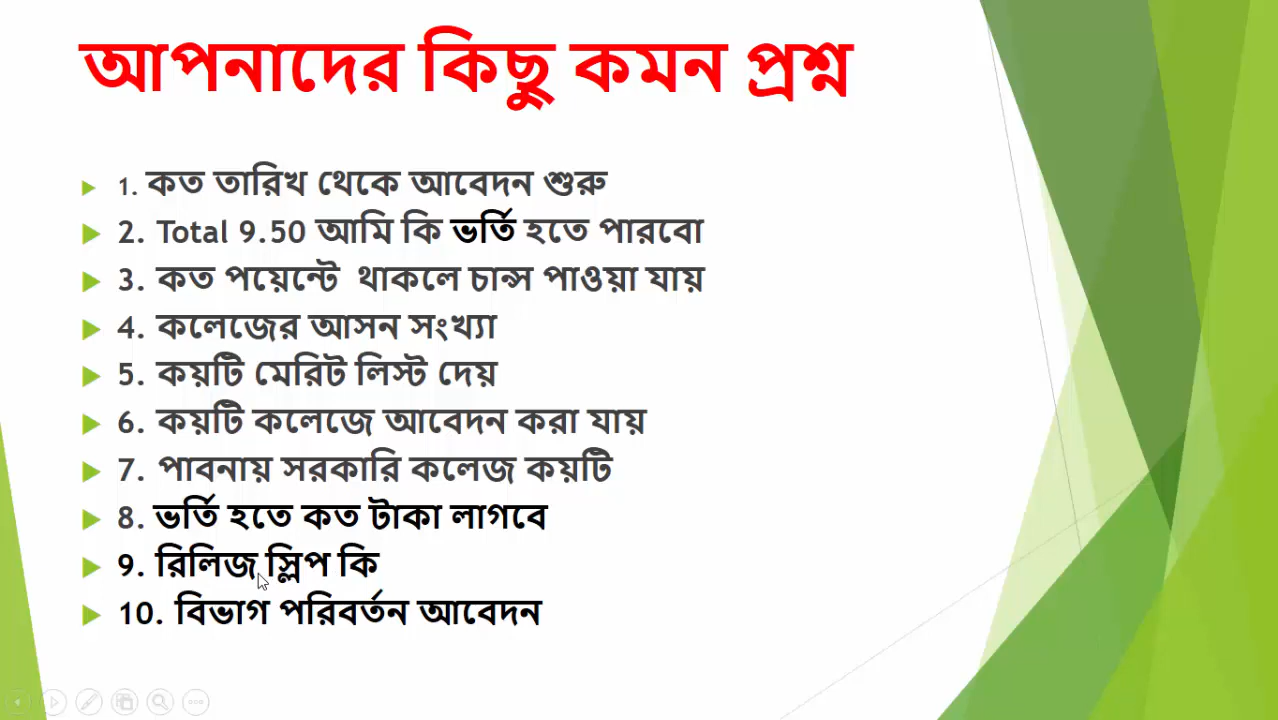 আপনাদের কিছু কমন প্রশ্ন
1. কত তারিখ থেকে আবেদন শুরু
2. Total 9.50 আমি কি ভর্তি হতে পারবো
3. কত পয়েন্টে থাকলে চান্স পাওয়া যায়
4. কলেজের আসন সংখ্যা
5. কয়টি মেরিট লিস্ট দেয়
6. কয়টি কলেজে আবেদন করা যায়
7. পাবনায় সরকারি কলেজ কয়টি
8. ভর্তি হতে কত টাকা লাগবে
9. রিলিজ স্লিপ কি
10. বিভাগ পরিবর্তন আবেদন